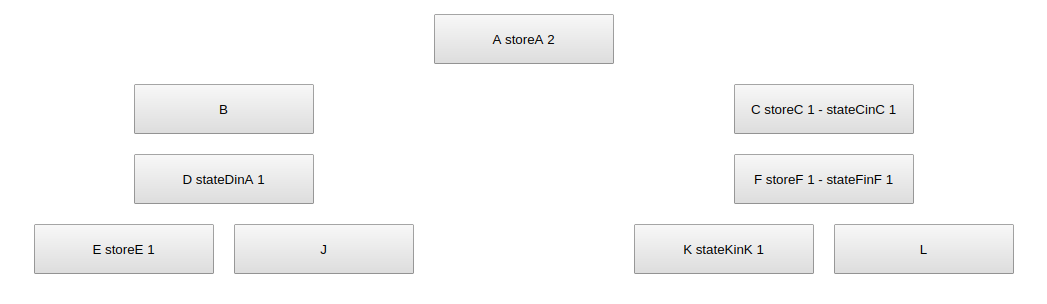 A storeA 2
B
C storeC 1 - stateCinC 1
D stateDinA 1
F storeF 1 - stateFinF 1
E storeE 1
J
K stateKinK 1
L